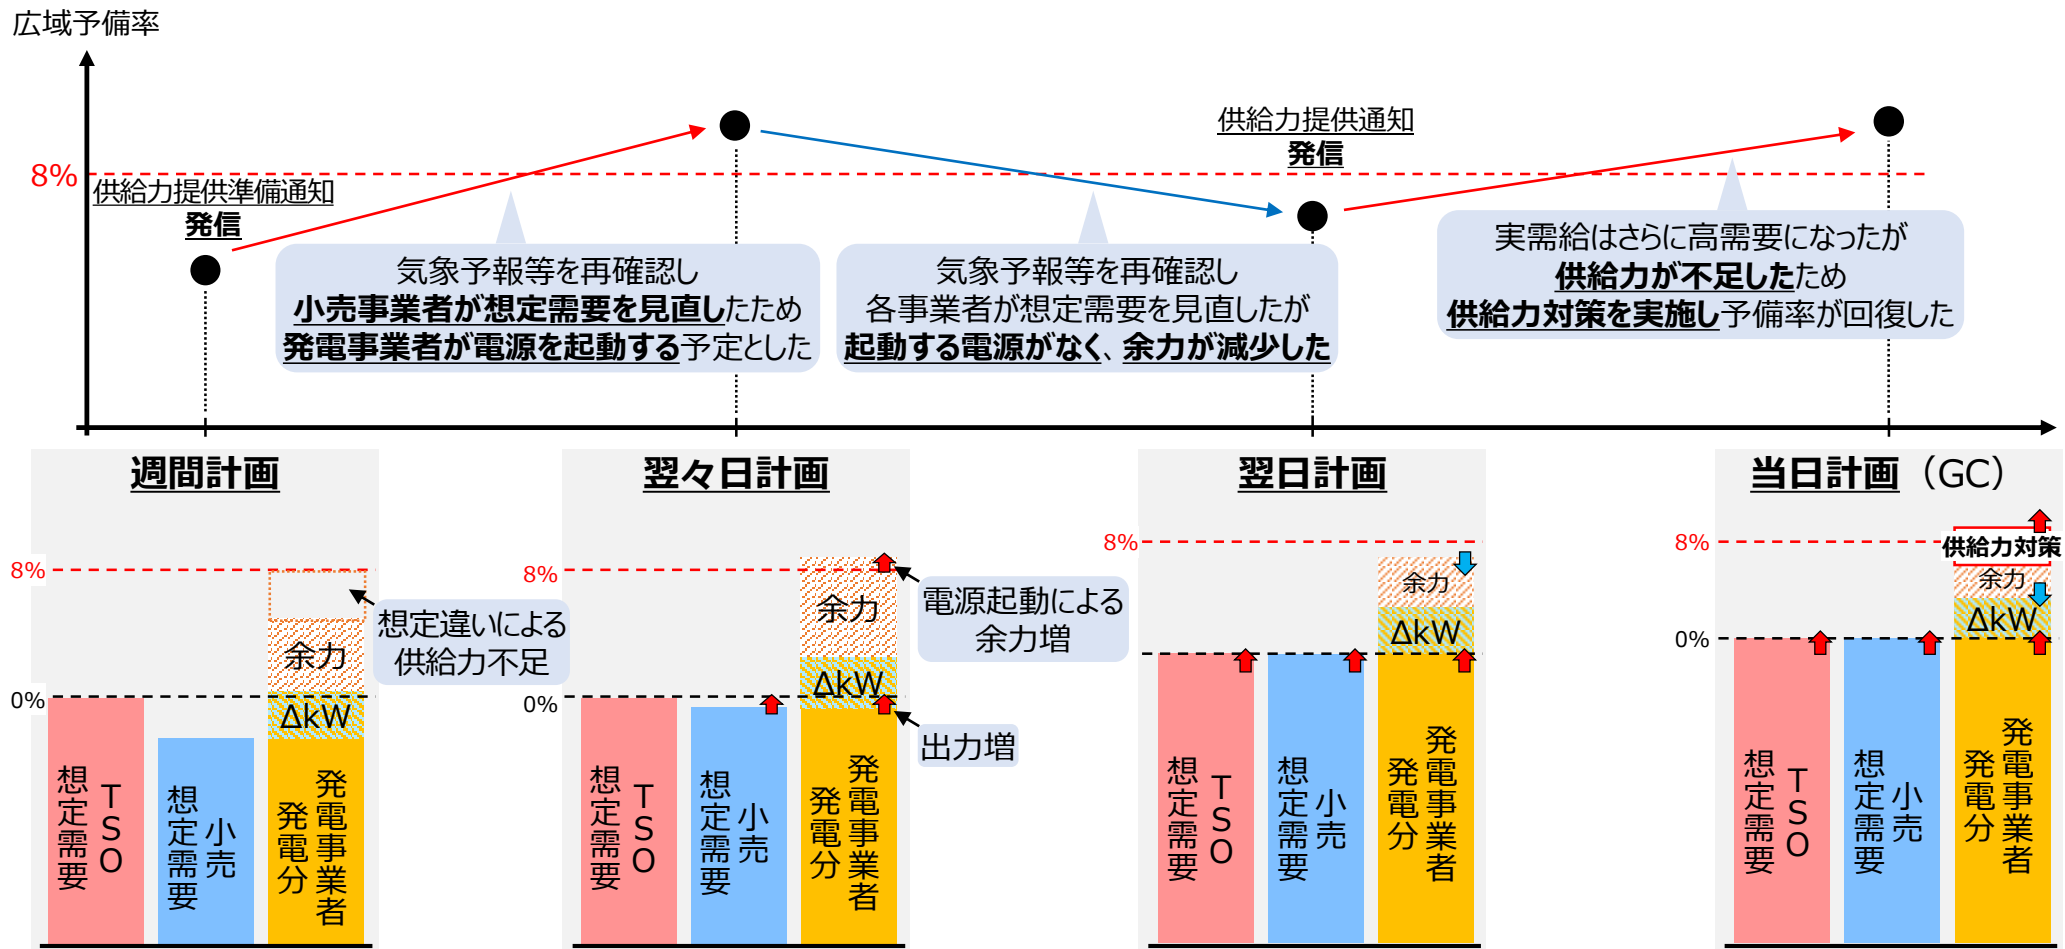 広域予備率
8%
供給力提供準備通知
発信
供給力提供通知
発信
気象予報等を再確認し
小売事業者が想定需要を見直したため
発電事業者が電源を起動する予定とした
気象予報等を再確認し
各事業者が想定需要を見直したが
起動する電源がなく、余力が減少した
実需給はさらに高需要になったが
供給力が不足したため
供給力対策を実施し予備率が回復した
週間計画
8%
0%
余力
ΔkW
想定違いによる
供給力不足
TSO
想定需要
小売
想定需要
発電事業者
発電分
翌々日計画
8%
0%
余力
ΔkW
電源起動による
余力増
出力増
TSO
想定需要
小売
想定需要
発電事業者
発電分
翌日計画
8%
余力
ΔkW
TSO
想定需要
小売
想定需要
発電事業者
発電分
当日計画（GC）
8%
0%
供給力対策
余力
ΔkW
TSO
想定需要
小売
想定需要
発電事業者
発電分